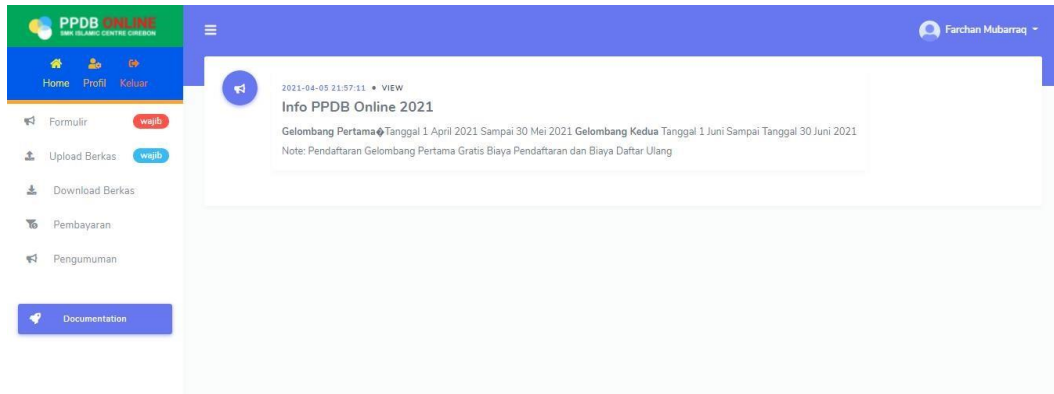 PPDB ONLINE
SMK ISLAMIC CENTRE CIREBON
Farchan Mubarraq
Home Profil Keluar
Formulir wajib
Upload Berkas wajib
Download Berkas
Pembayaran
Pengumuman
Documentation
2021-04-05 21:57:11 • VIEW
Info PPDB Online 2021
Gelombang Pertama�Tanggal 1 April 2021 Sampai 30 Mei 2021 Gelombang Kedua Tanggal 1 Juni Sampai Tanggal 30 Juni 2021
Note: Pendaftaran Gelombang Pertama Gratis Biaya Pendaftaran dan Biaya Daftar Ulang